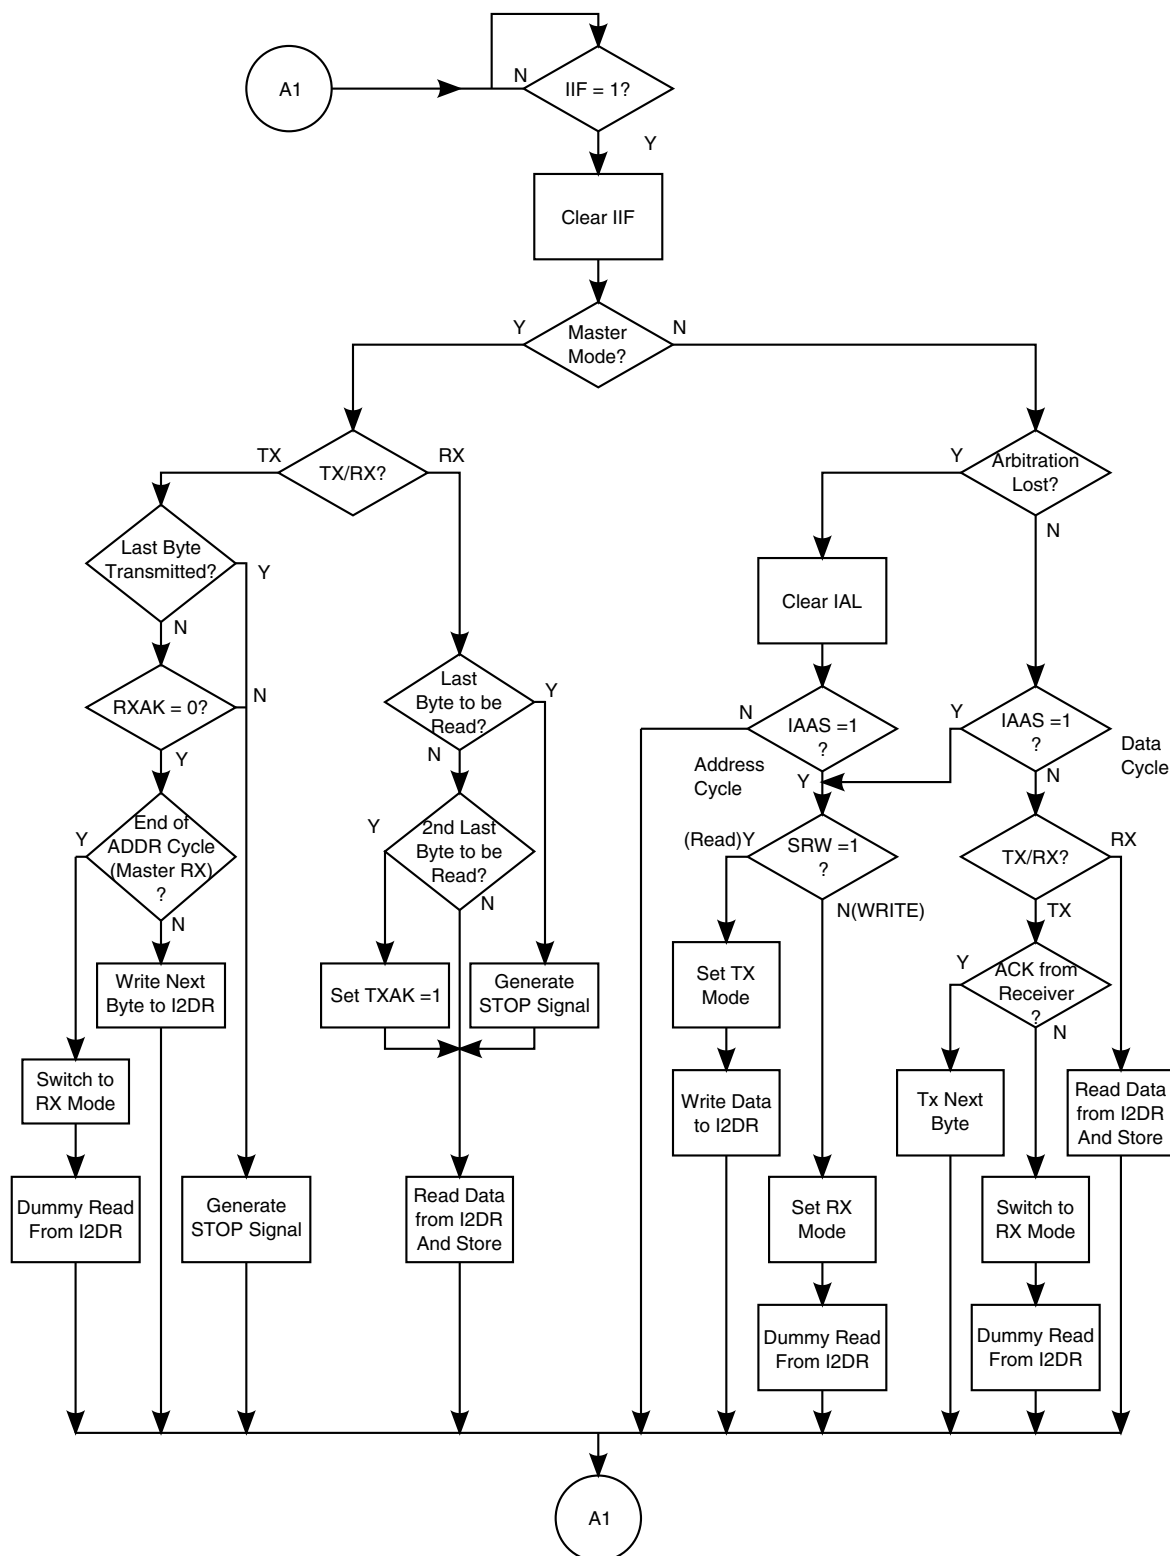 A1
N
IIF = 1?
Y
Clear IIF
Y
Master
Mode?
N
TX
TX/RX?
RX
Y
Arbitration
Lost?
N
Last Byte
Transmitted?
Y
N
Clear IAL
RXAK = 0?
N
Y
Last
Byte to be
Read?
Y
N
N
IAAS =1
?
Address
Cycle
Y
Y
IAAS =1
?
Data
Cycle
N
Y
End of
ADDR Cycle
(Master RX)
?
N
Y
2nd Last
Byte to be
Read?
N
(Read)Y
SRW =1
?
N(WRITE)
TX/RX?
RX
TX
Write Next
Byte to I2DR
Set TXAK =1
Generate
STOP Signal
Set TX
Mode
Y
ACK from
Receiver
?
N
Switch to
RX Mode
Write Data
to I2DR
Tx Next
Byte
Read Data
from I2DR
And Store
Dummy Read
From I2DR
Generate
STOP Signal
Read Data
from I2DR
And Store
Set RX
Mode
Switch to
RX Mode
Dummy Read
From I2DR
Dummy Read
From I2DR
A1